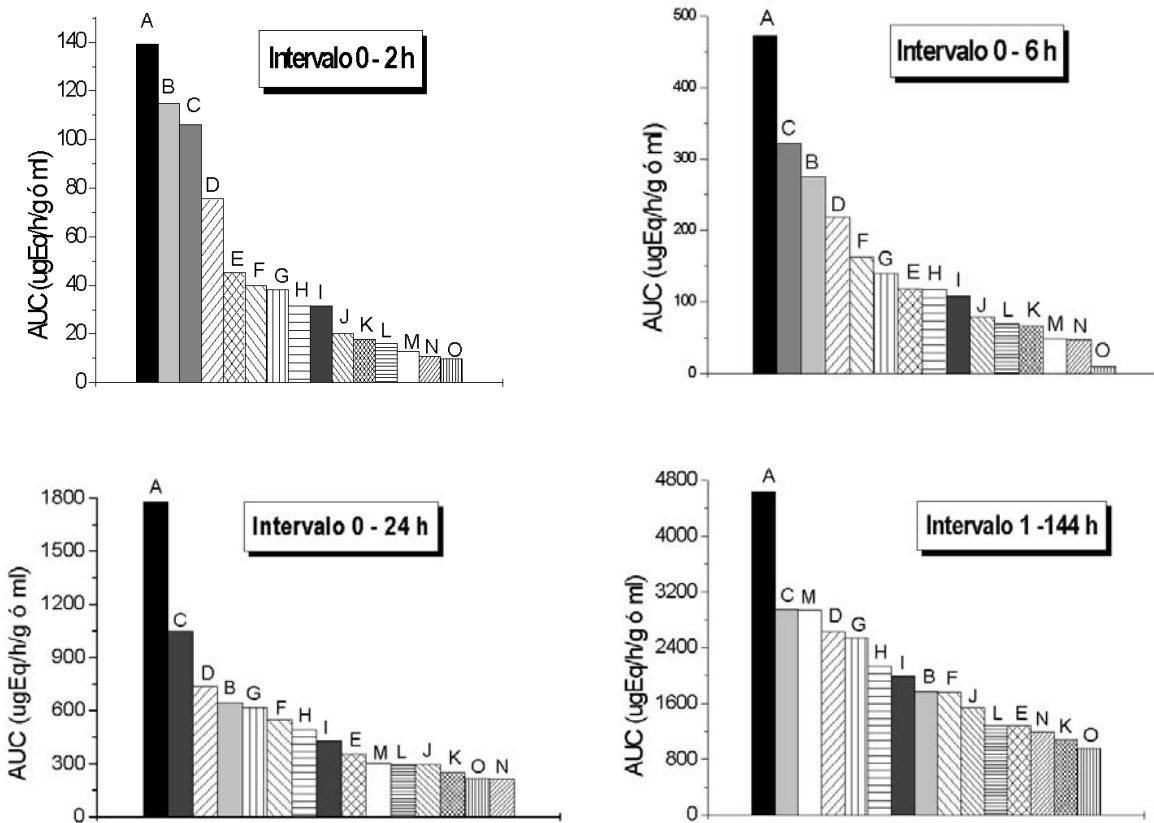 Intervalo 0 - 2 h
AUC (ugEq/h/g ó ml)
140
120
100
80
60
40
20
0
A
B
C
D
E
F
G
H
I
J
K
L
M
N
O
Intervalo 0 - 6 h
AUC (ugEq/h/g ó ml)
500
400
300
200
100
0
A
C
B
D
F
G
E
H
I
J
L
K
M
N
O
Intervalo 0 - 24 h
AUC (ugEq/h/g ó ml)
1800
1500
1200
900
600
300
0
A
C
D
B
G
F
H
I
E
M
L
J
K
O
N
Intervalo 1 -144 h
AUC (ugEq/h/g ó ml)
4800
4000
3200
2400
1600
800
0
A
C
M
D
G
H
I
B
F
J
L
E
N
K
O